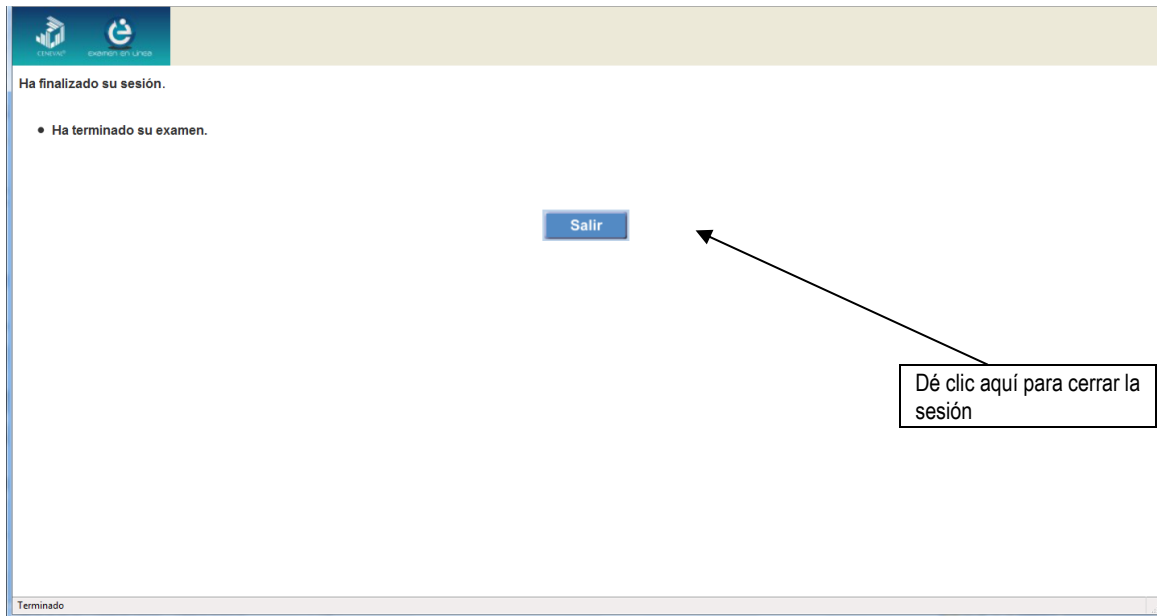 CENEVAL®
examen en línea
Ha finalizado su sesión.
• Ha terminado su examen.
Salir
Dé clic aquí para cerrar la
sesión
Terminado